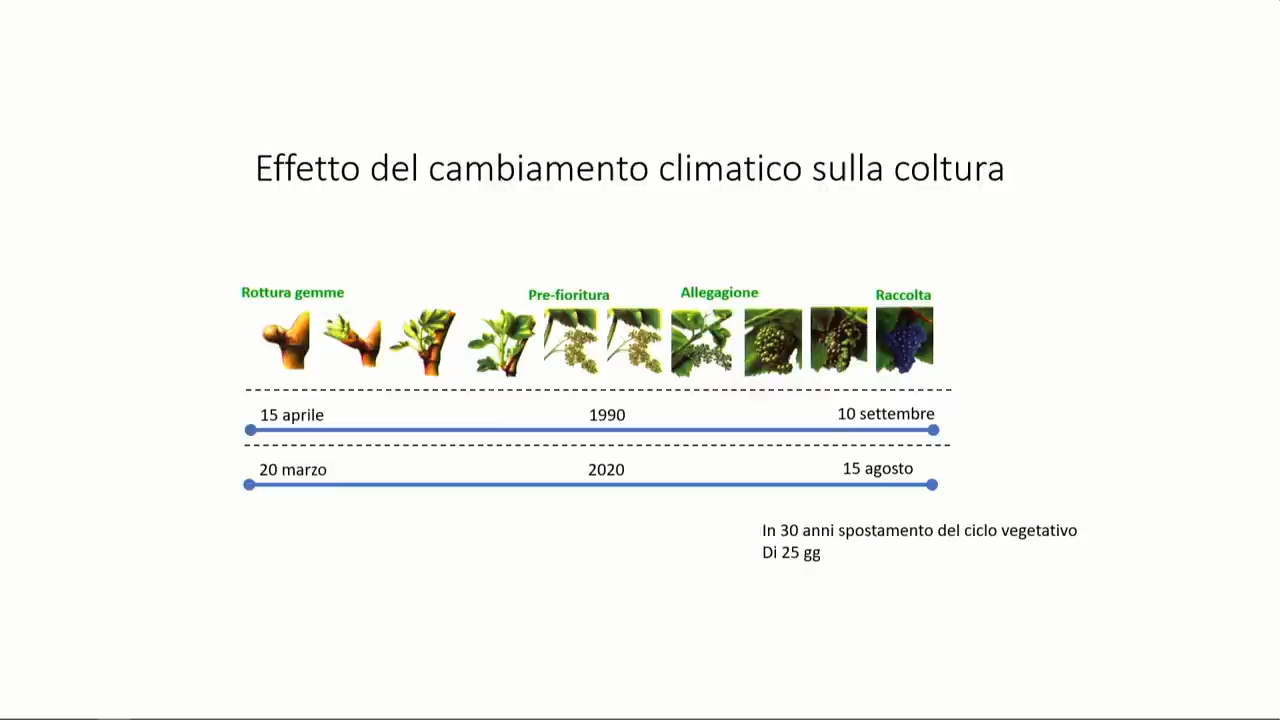 Effetto del cambiamento climatico sulla coltura
Rottura gemme
Pre-fioritura
Allegagione
Raccolta
15 aprile
1990
10 settembre
20 marzo
2020
15 agosto
In 30 anni spostamento del ciclo vegetativo
Di 25 gg